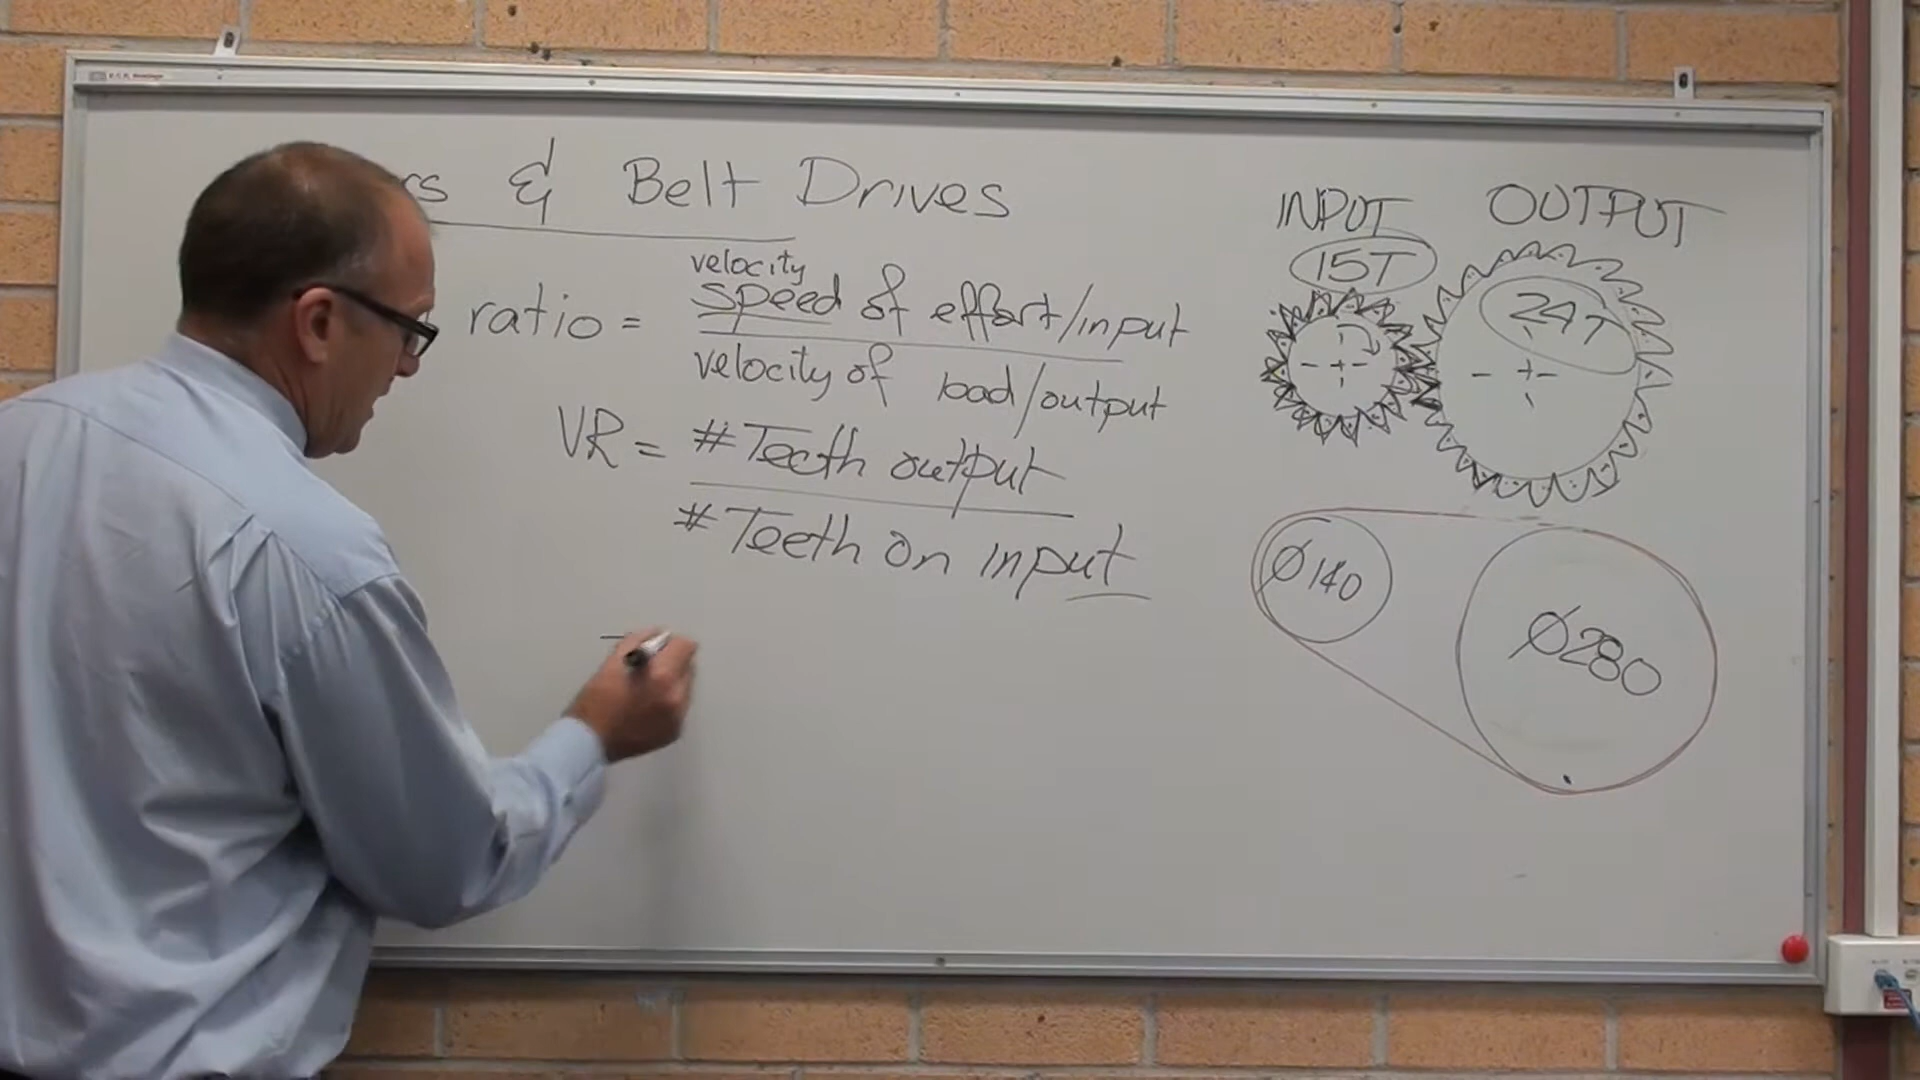 rs & Belt Drives
velocity
ratio = speed of effort/input
velocity of load/output
VR = # Teeth output
# Teeth on input
INPUT OUTPUT
15T
24T
Ø140
Ø280